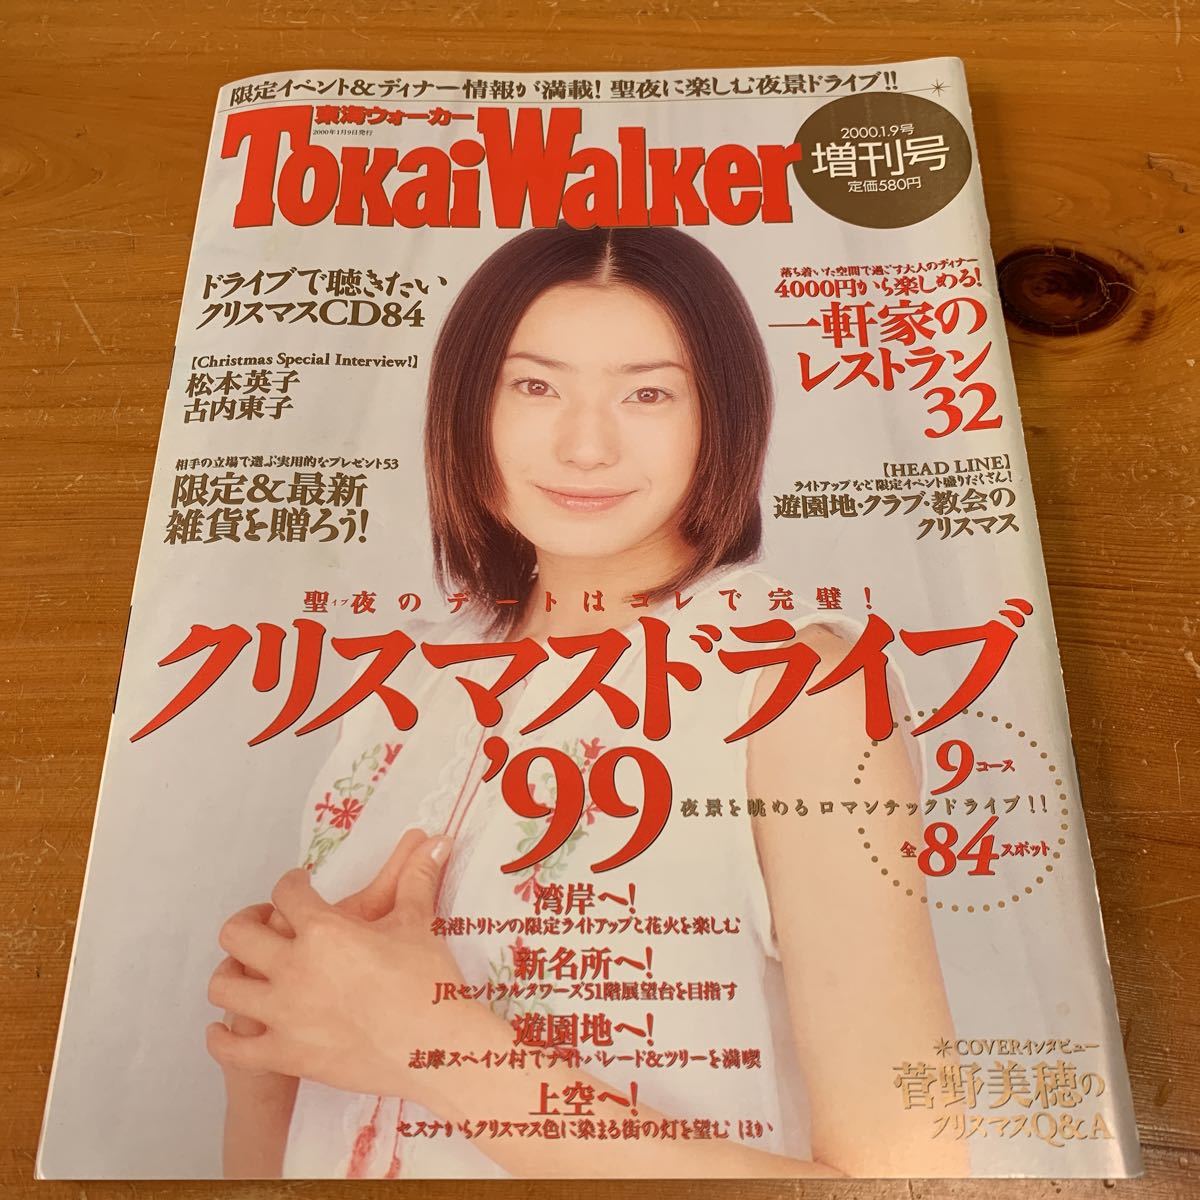 限定イベント&ディナー情報が満載! 聖夜に楽しむ夜景ドライブ!!
東海ウォーカー
2000年1月9日発行
TokaiWalker
2000.1.9号
増刊号
定価580円
ドライブで聴きたい
クリスマスCD84
【Christmas Special Interview!】
松本英子
古内東子
相手の立場で選ぶ実用的なプレゼント53
限定&最新
雑貨を贈ろう!
落ち着いた空間で過ごす大人のディナー
4000円から楽しめる!
一軒家の
レストラン
32
【HEAD LINE】
ライトアップなど限定イベント盛りだくさん!
遊園地・クラブ・教会の
クリスマス
聖夜のデートはコレで完璧!
イブ
クリスマスドライブ
'99
9コース
夜景を眺めるロマンチックドライブ!!
全84スポット
湾岸へ!
名港トリトンの限定ライトアップと花火を楽しむ
新名所へ!
JRセントラルタワーズ51階展望台を目指す
遊園地へ!
志摩スペイン村でナイトパレード&ツリーを満喫
上空へ!
セスナからクリスマス色に染まる街の灯を望む ほか
＊COVERインタビュー
菅野美穂の
クリスマスQ&A